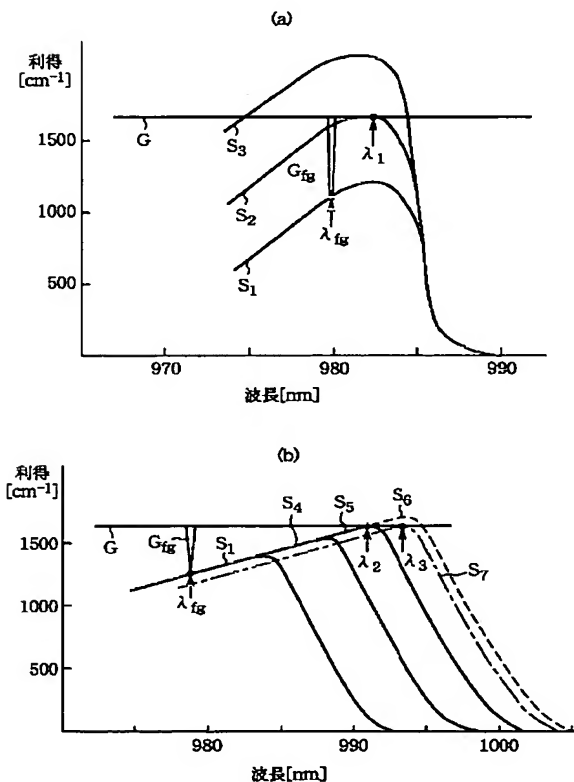 (a)
利得
[cm⁻¹]
1500
1000
500
0
G
S₃
S₂
S₁
G_fg
λ_fg
λ₁
970
980
990
波長[nm]
(b)
利得
[cm⁻¹]
1500
1000
500
G
G_fg
S₁
S₄
S₅
S₆
S₇
λ_fg
λ₂
λ₃
980
990
1000
波長[nm]